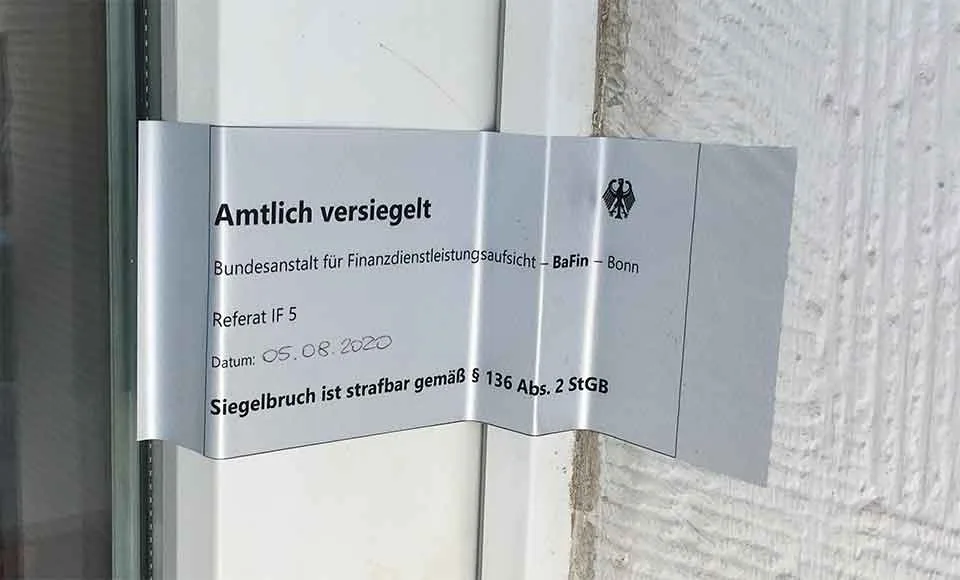 Amtlich versiegelt
Bundesanstalt für Finanzdienstleistungsaufsicht – BaFin – Bonn
Referat IF 5
Datum: 05.08.2020
Siegelbruch ist strafbar gemäß § 136 Abs. 2 StGB